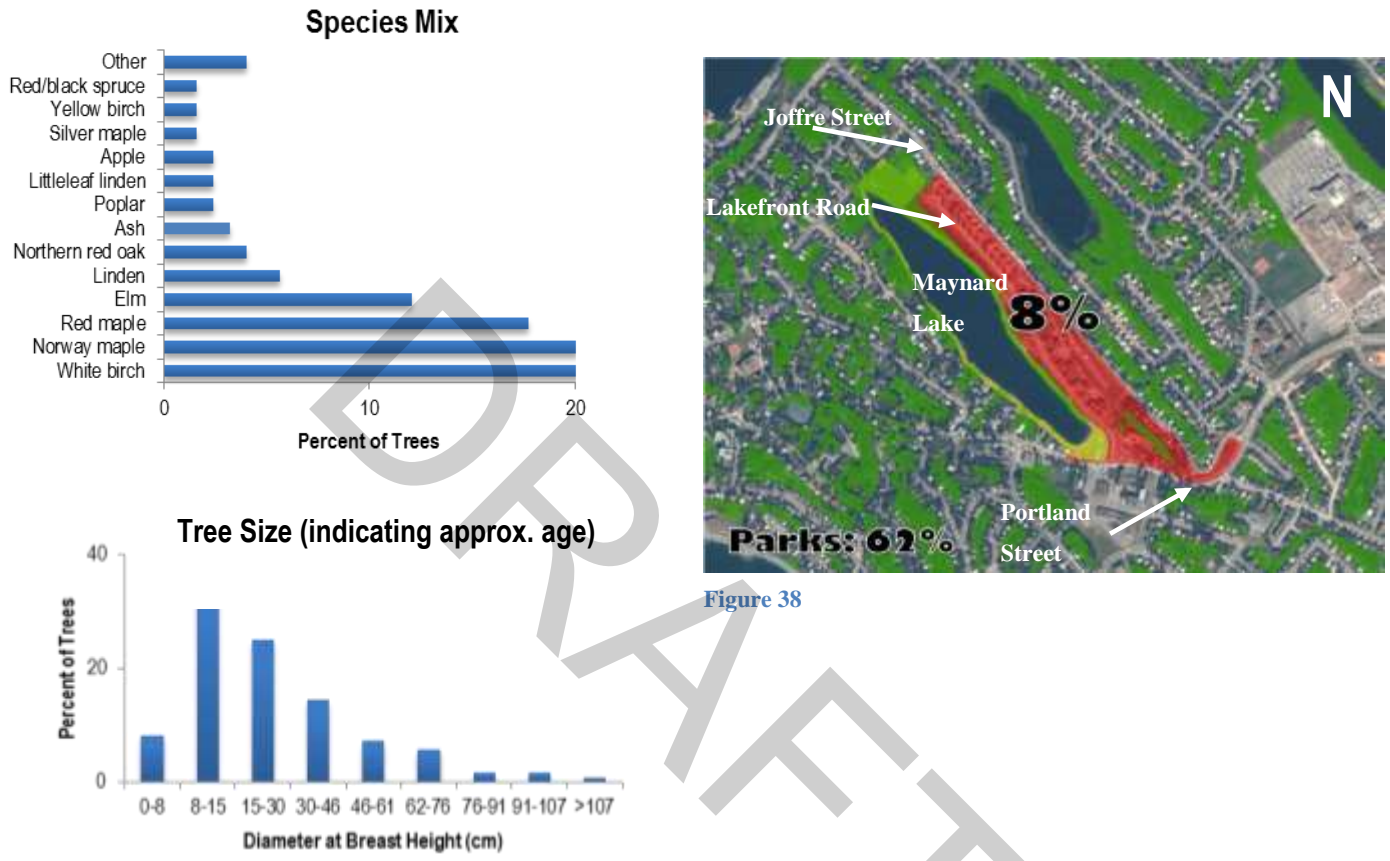 Species Mix
Other
Red/black spruce
Yellow birch
Silver maple
Apple
Littleleaf linden
Poplar
Ash
Northern red oak
Linden
Elm
Red maple
Norway maple
White birch
0 10 20
Percent of Trees
Tree Size (indicating approx. age)
40
20
0
Percent of Trees
0-8 8-15 15-30 30-46 46-61 62-76 76-91 91-107 >107
Diameter at Breast Height (cm)
N
Joffre Street
Lakefront Road
Maynard
Lake
8%
Portland
Street
Parks: 62%
Figure 38
DRAFT